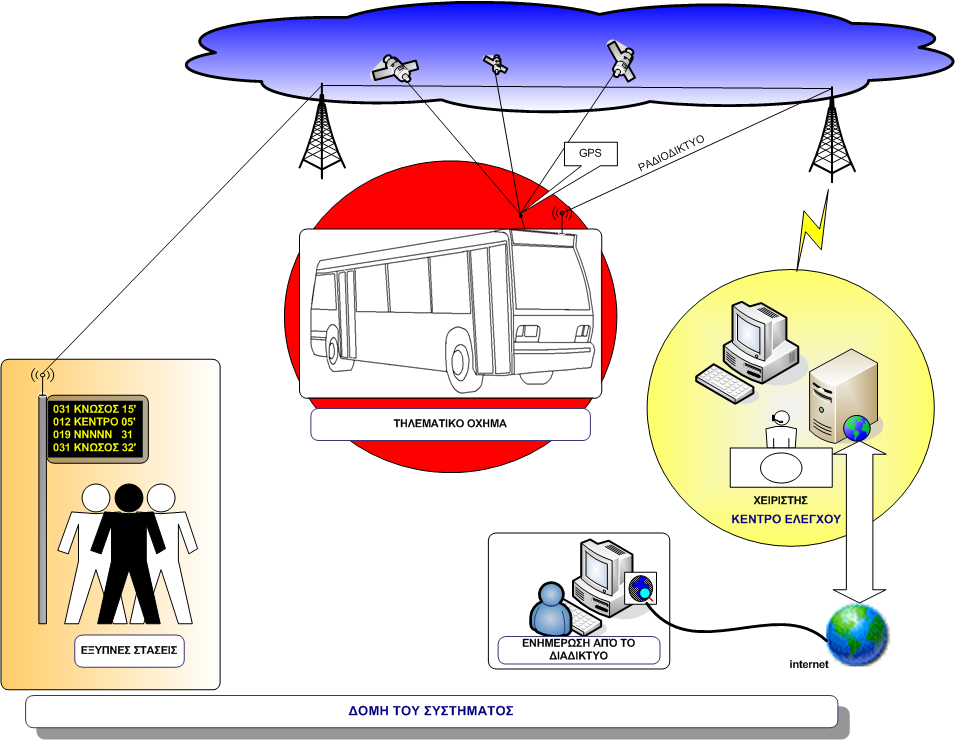 GPS
ΡΑΔΙΟΔΙΚΤΥΟ
031 ΚΝΩΣΟΣ 15'
012 ΚΕΝΤΡΟ 05'
019 ΝΝΝΝΝ 31
031 ΚΝΩΣΟΣ 32'
ΤΗΛΕΜΑΤΙΚΟ ΟΧΗΜΑ
ΧΕΙΡΙΣΤΗΣ
ΚΕΝΤΡΟ ΕΛΕΓΧΟΥ
ΕΞΥΠΝΕΣ ΣΤΑΣΕΙΣ
ΕΝΗΜΕΡΩΣΗ ΑΠΌ ΤΟ
ΔΙΑΔΙΚΤΥΟ
internet
ΔΟΜΗ ΤΟΥ ΣΥΣΤΗΜΑΤΟΣ